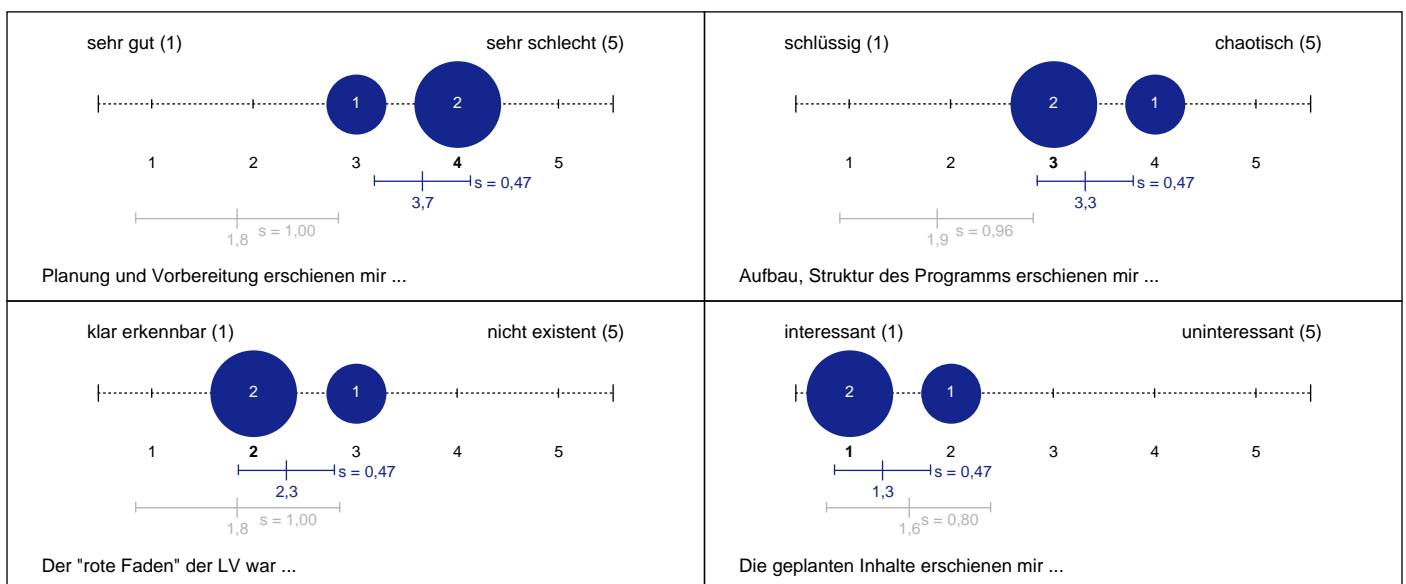 sehr gut (1) sehr schlecht (5)
1 2
1 2 3 4 5
s = 0,47
3,7
s = 1,00
1,8
Planung und Vorbereitung erschienen mir ...
schlüssig (1) chaotisch (5)
2 1
1 2 3 4 5
s = 0,47
3,3
s = 0,96
1,9
Aufbau, Struktur des Programms erschienen mir ...
klar erkennbar (1) nicht existent (5)
2 1
1 2 3 4 5
s = 0,47
2,3
s = 1,00
1,8
Der "rote Faden" der LV war ...
interessant (1) uninteressant (5)
2 1
1 2 3 4 5
s = 0,47
1,3
s = 0,80
1,6
Die geplanten Inhalte erschienen mir ...